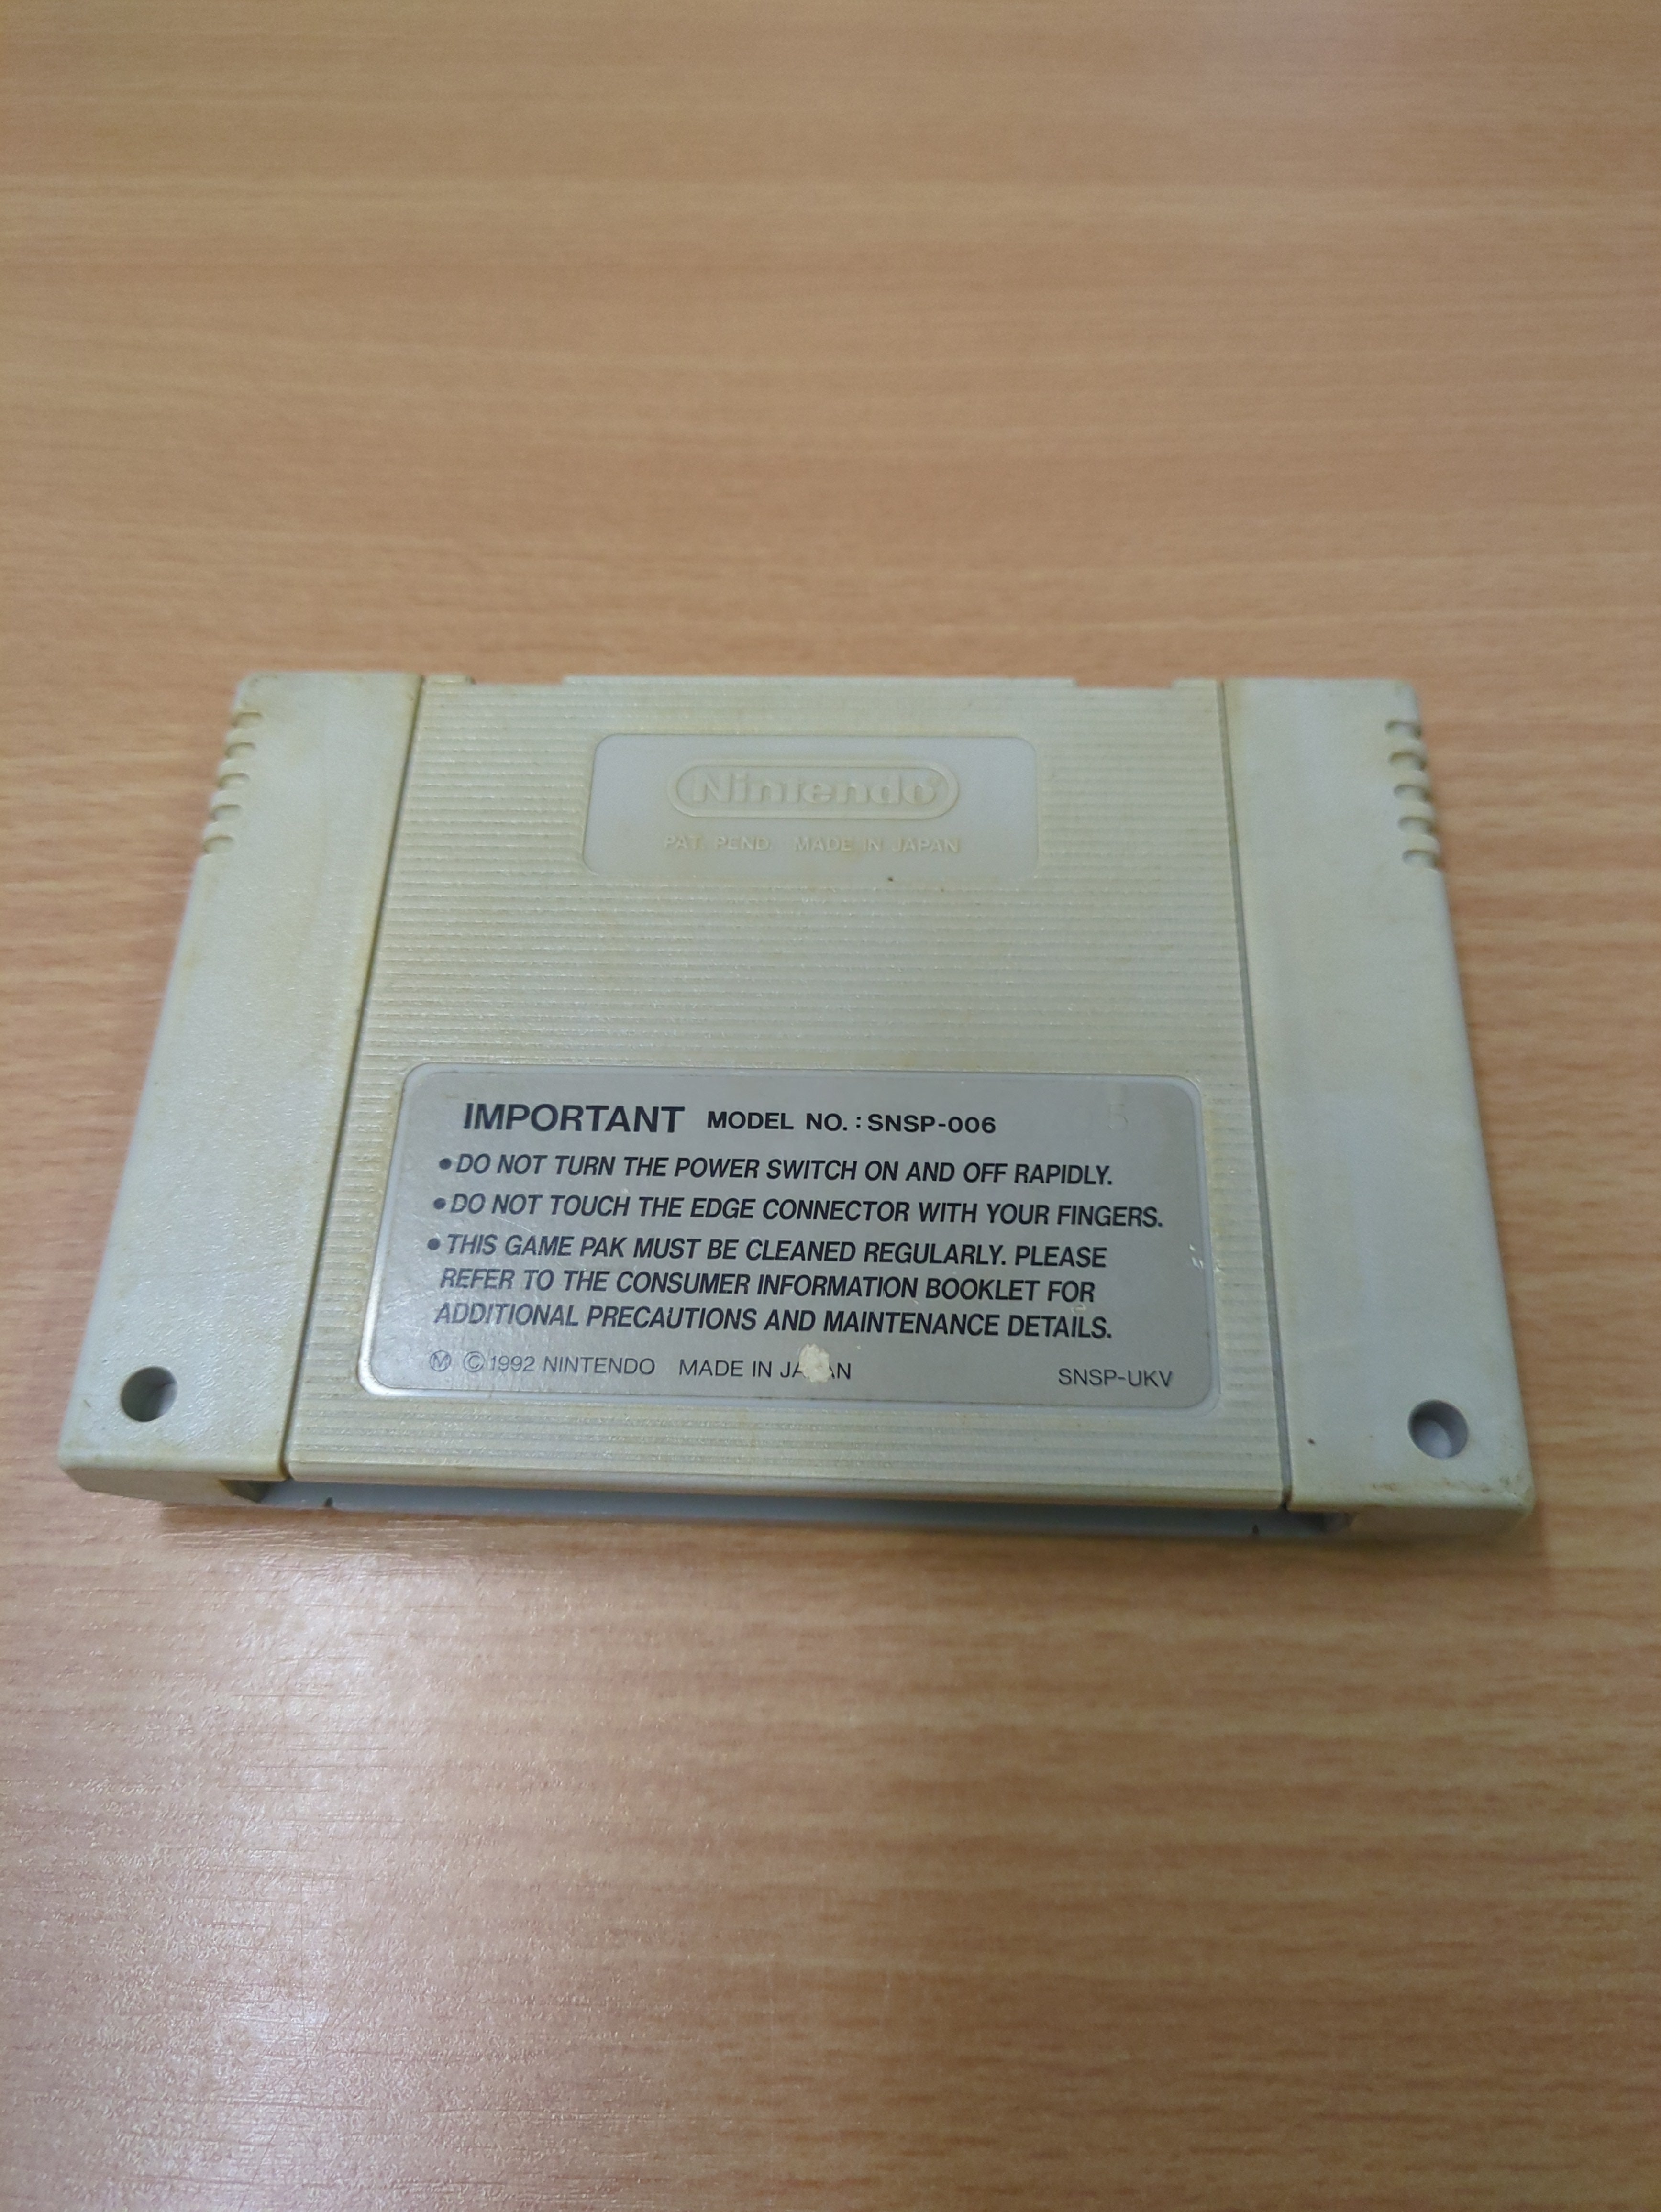 Nintendo
PAT. PEND. MADE IN JAPAN
IMPORTANT MODEL NO.: SNSP-006 5
•DO NOT TURN THE POWER SWITCH ON AND OFF RAPIDLY.
•DO NOT TOUCH THE EDGE CONNECTOR WITH YOUR FINGERS.
•THIS GAME PAK MUST BE CLEANED REGULARLY. PLEASE
REFER TO THE CONSUMER INFORMATION BOOKLET FOR
ADDITIONAL PRECAUTIONS AND MAINTENANCE DETAILS.
Ⓜ ©1992 NINTENDO MADE IN JAPAN SNSP-UKV